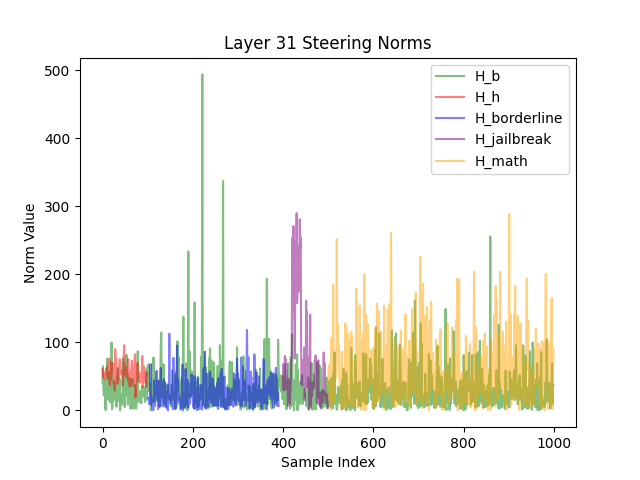 Layer 31 Steering Norms
500
400
300
200
100
0
Norm Value
H_b
H_h
H_borderline
H_jailbreak
H_math
0
200
400
600
800
1000
Sample Index